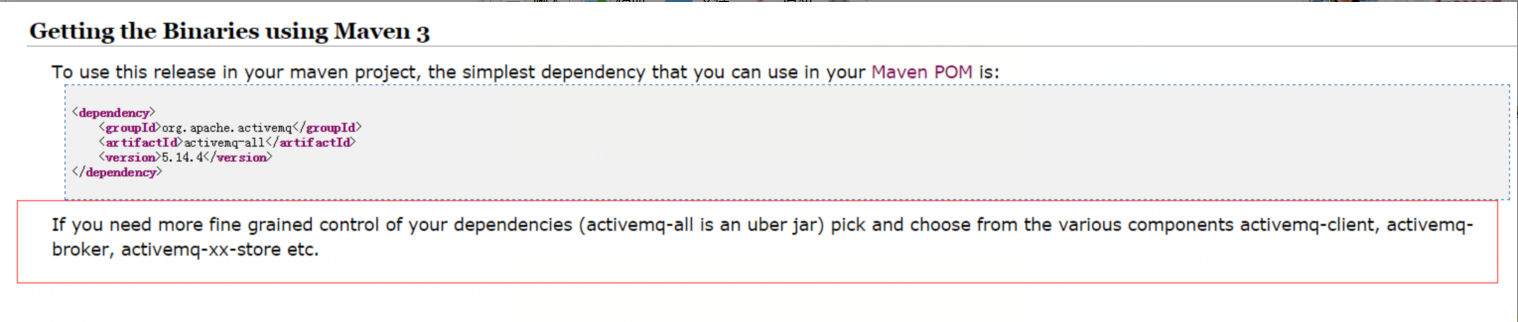 Getting the Binaries using Maven 3
To use this release in your maven project, the simplest dependency that you can use in your Maven POM is:
<dependency>
    <groupId>org.apache.activemq</groupId>
    <artifactId>activemq-all</artifactId>
    <version>5.14.4</version>
</dependency>
If you need more fine grained control of your dependencies (activemq-all is an uber jar) pick and choose from the various components activemq-client, activemq-
broker, activemq-xx-store etc.